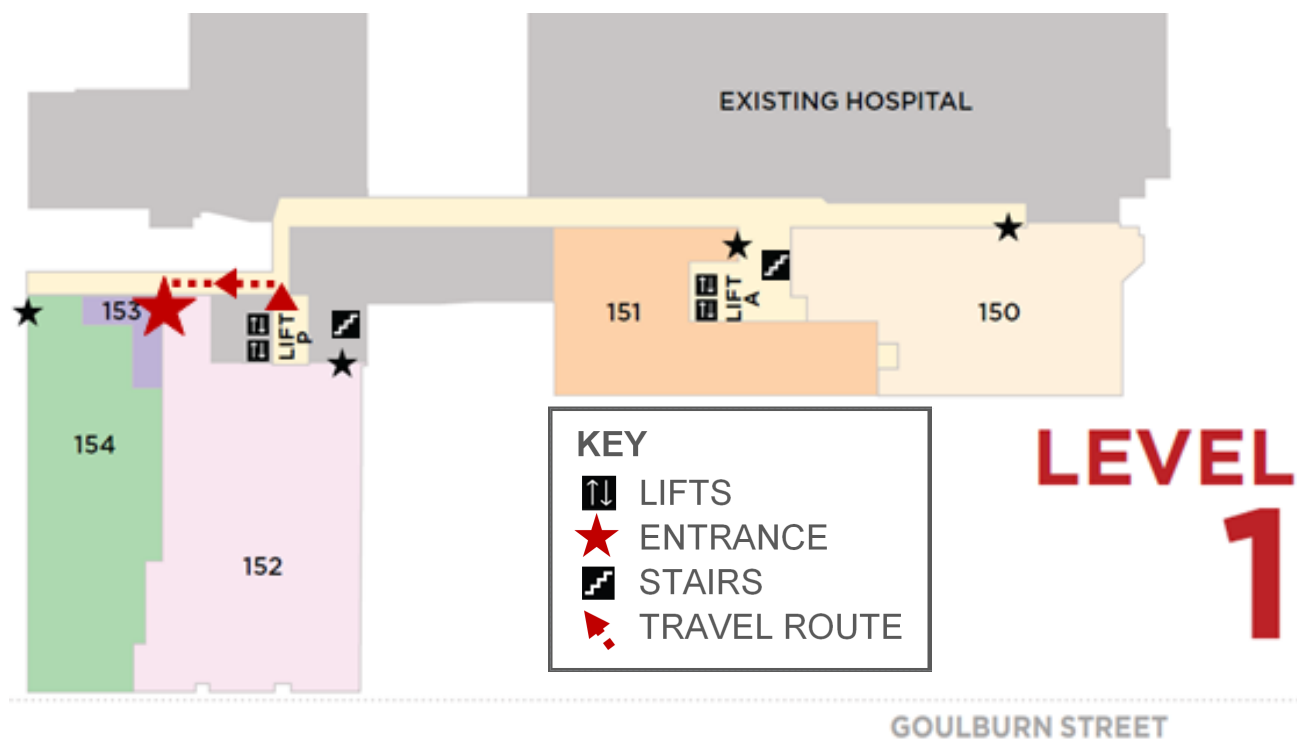 EXISTING HOSPITAL
153
LIFT
P
151
LIFT
A
150
154
152
KEY
LIFTS
ENTRANCE
STAIRS
TRAVEL ROUTE
LEVEL
1
GOULBURN STREET